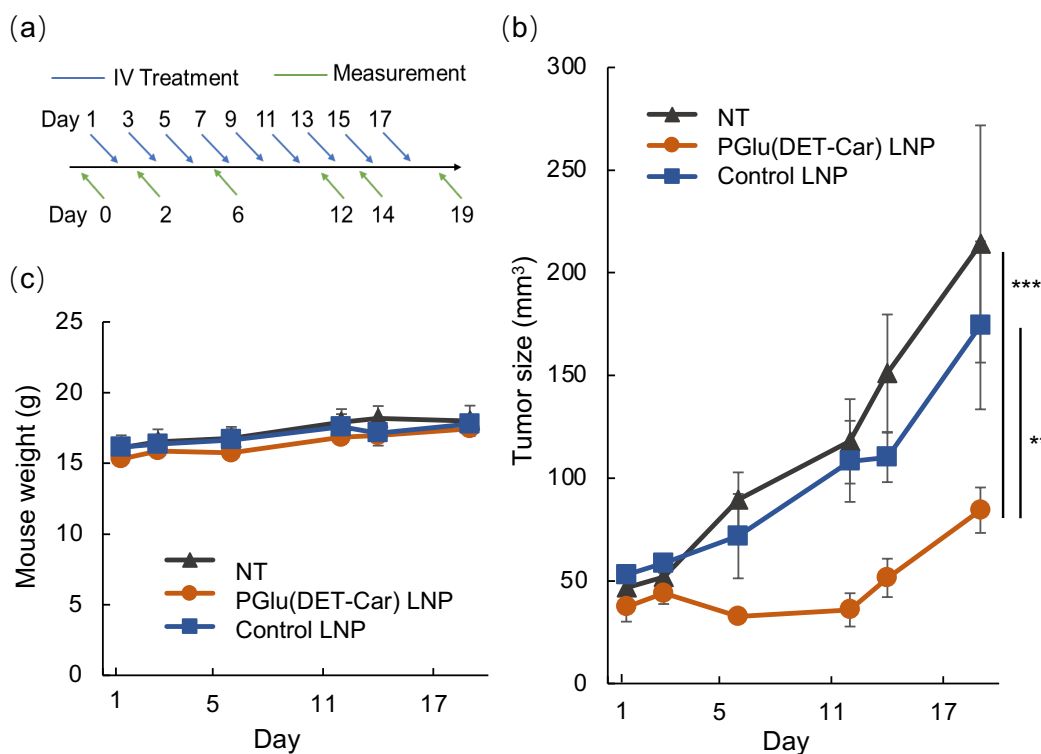 (a)
IV Treatment
Measurement
Day 1 3 5 7 9 11 13 15 17
Day 0 2 6 12 14 19
(b)
Tumor size (mm³)
300
250
200
150
100
50
0
NT
PGlu(DET-Car) LNP
Control LNP
***
**
1 5 11 17
Day
(c)
Mouse weight (g)
25
20
15
10
5
0
NT
PGlu(DET-Car) LNP
Control LNP
1 5 11 17
Day